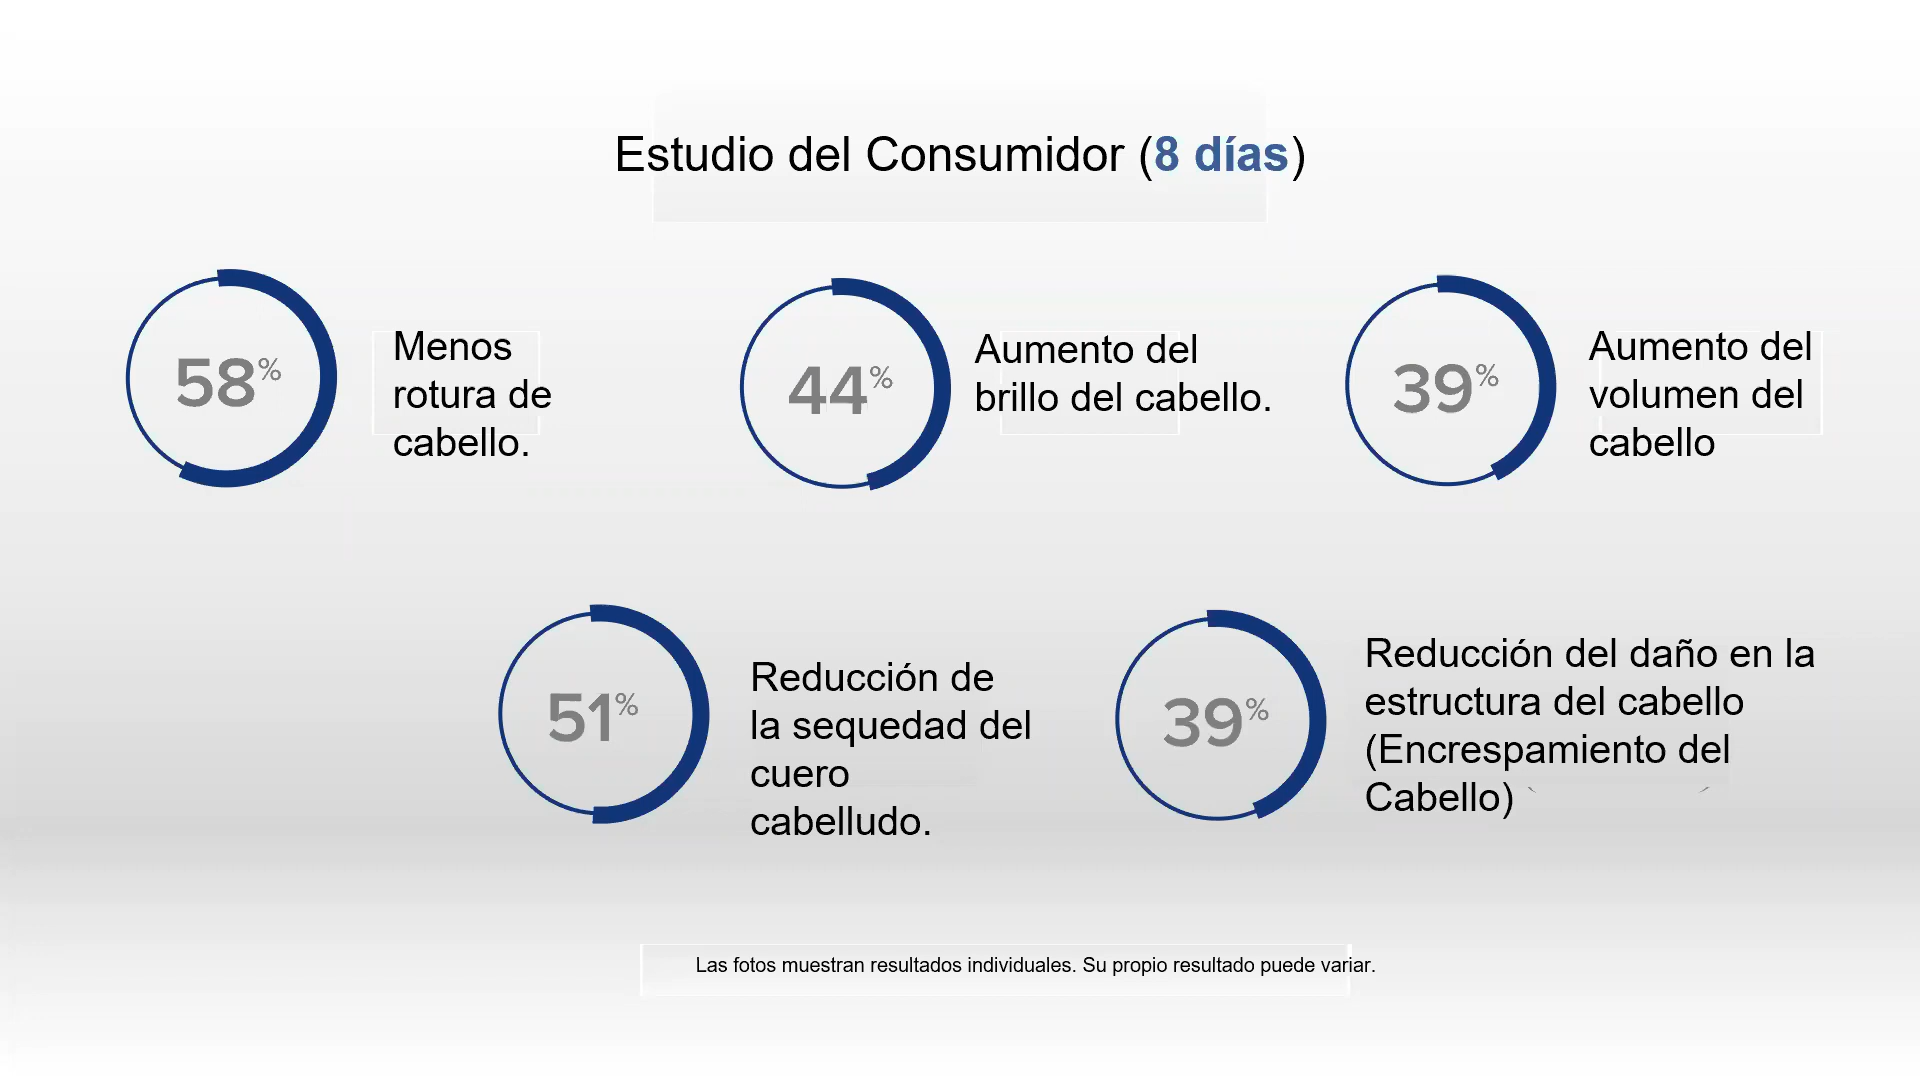 Estudio del Consumidor (8 días)
58%
Menos
rotura de
cabello.
44%
Aumento del
brillo del cabello.
39%
Aumento del
volumen del
cabello
51%
Reducción de
la sequedad del
cuero
cabelludo.
39%
Reducción del daño en la
estructura del cabello
(Encrespamiento del
Cabello)
Las fotos muestran resultados individuales. Su propio resultado puede variar.